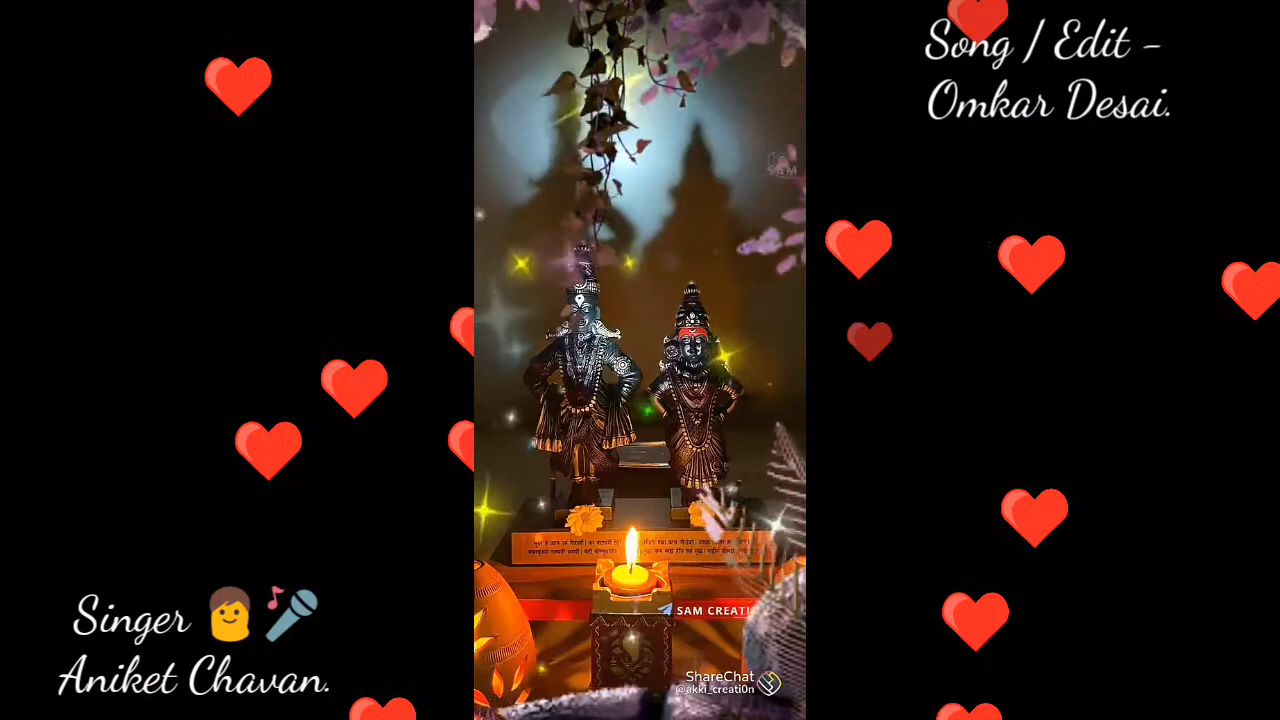 Song / Edit -
Omkar Desai.
Singer
Aniket Chavan.
SAM CREATI
ShareChat
@akki_creati0n